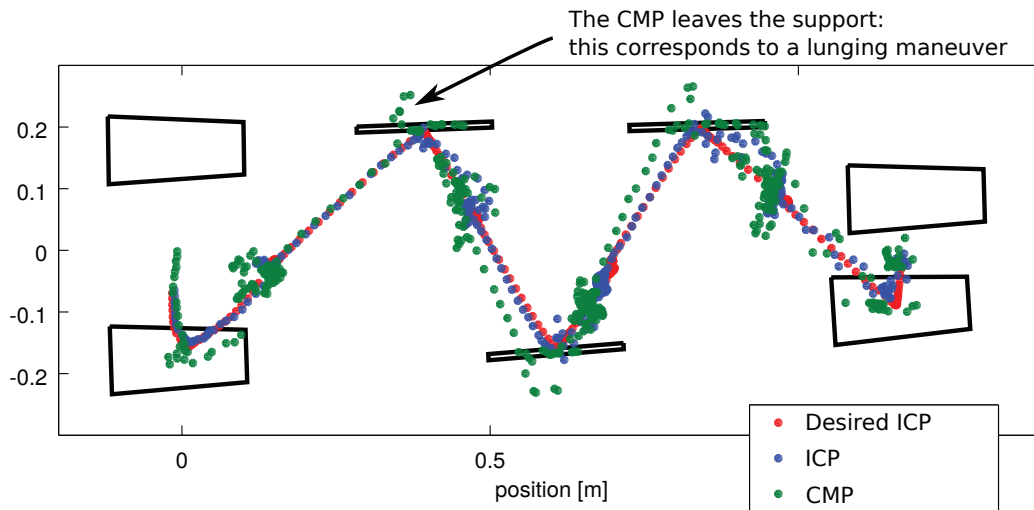 The CMP leaves the support:
this corresponds to a lunging maneuver
0.2
0.1
0
-0.1
-0.2
0
0.5
position [m]
Desired ICP
ICP
CMP